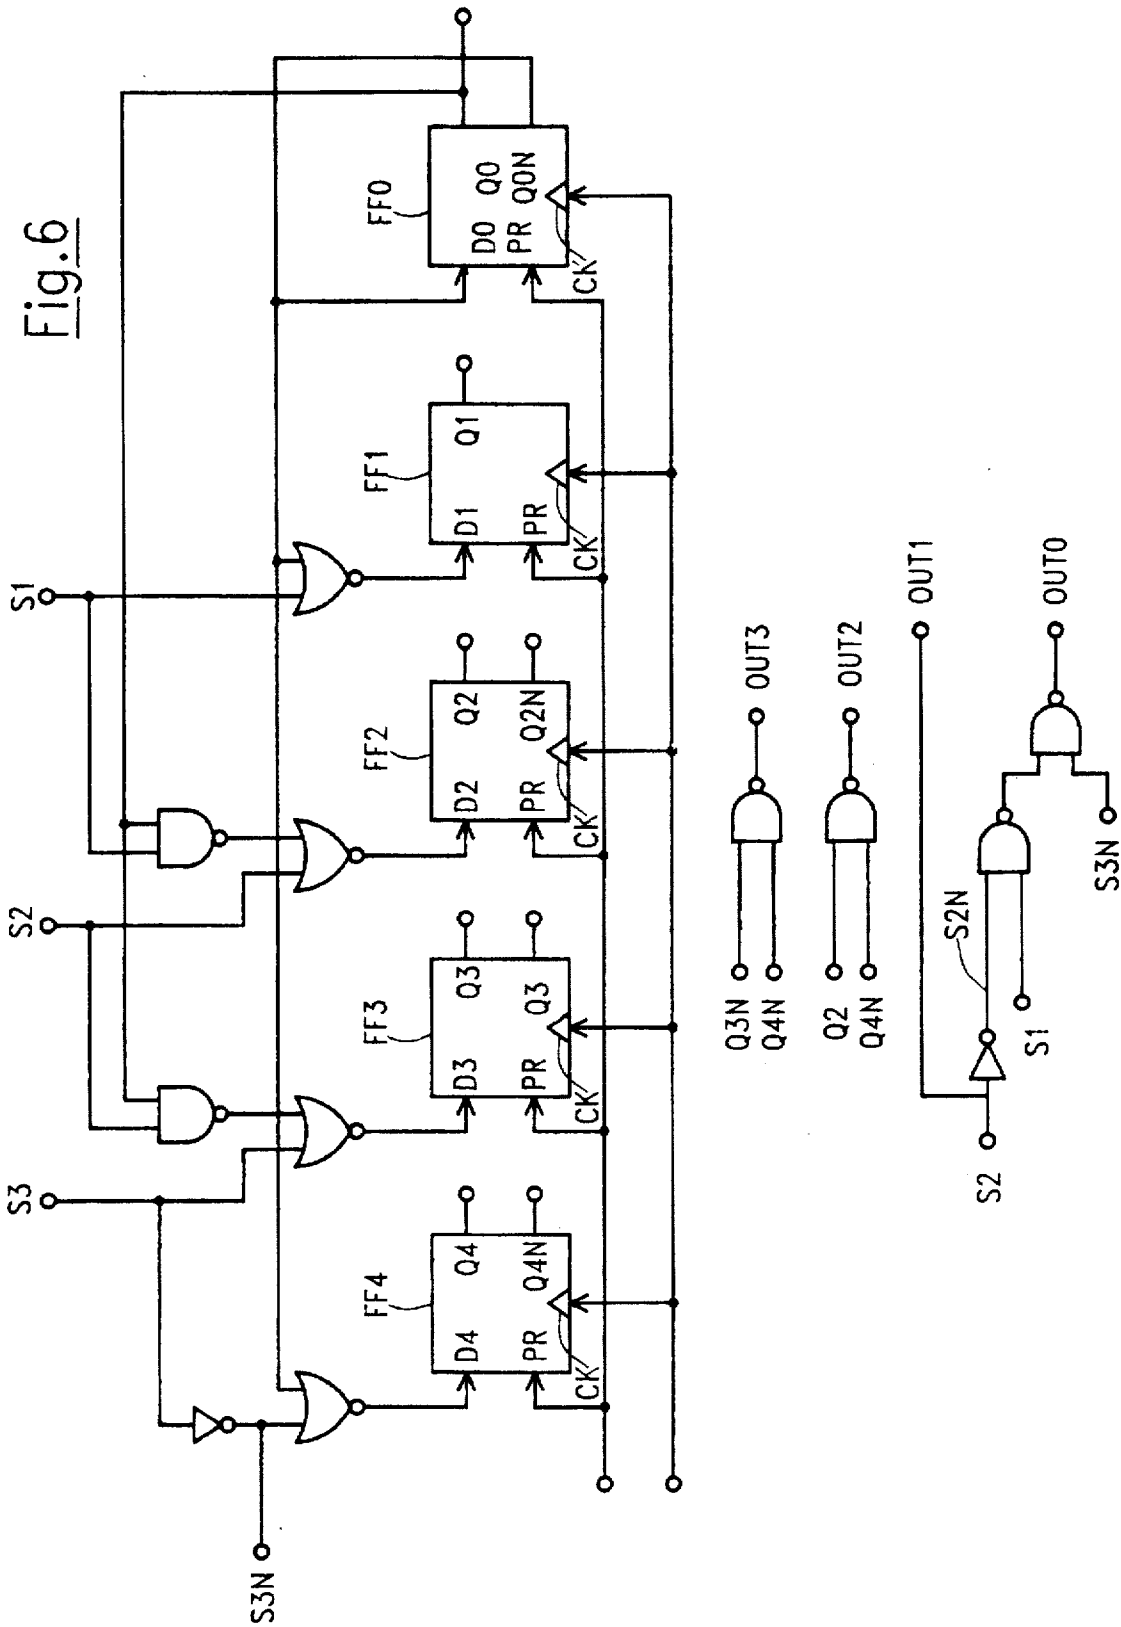 Fig.6
S3N
S3
S2
S1
FF4
D4
Q4
PR
Q4N
CK
FF3
D3
Q3
PR
Q3
CK
FF2
D2
Q2
PR
Q2N
CK
FF1
D1
Q1
PR
CK
FF0
D0
Q0
PR
Q0N
CK
Q3N
Q4N
OUT3
Q2
Q4N
OUT2
OUT1
S2
S2N
S1
S3N
OUT0